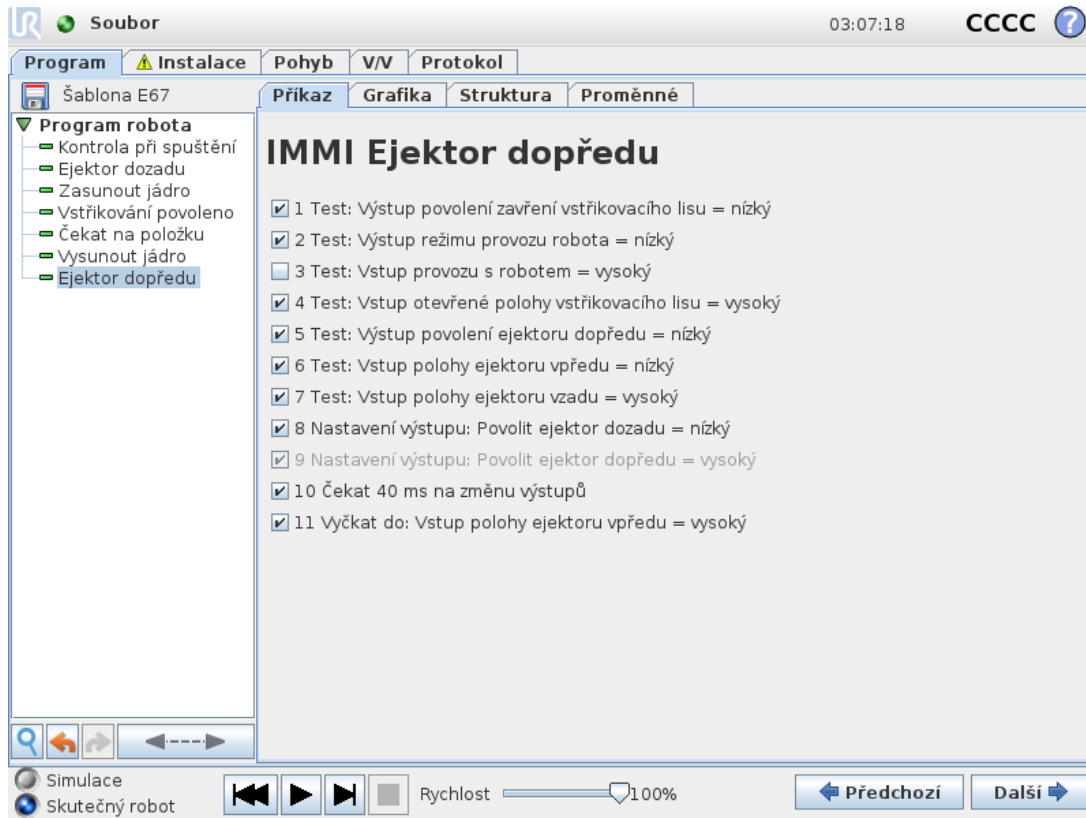 UR Soubor 03:07:18 CCCC ?
Program Instalace Pohyb V/V Protokol
Šablona E67
Příkaz Grafika Struktura Proměnné
Program robota
Kontrola při spuštění
Ejektor dozadu
Zasunout jádro
Vstřikování povoleno
Čekat na položku
Vysunout jádro
Ejektor dopředu
IMMI Ejektor dopředu
1 Test: Výstup povolení zavření vstřikovacího lisu = nízký
2 Test: Výstup režimu provozu robota = nízký
3 Test: Vstup provozu s robotem = vysoký
4 Test: Vstup otevřené polohy vstřikovacího lisu = vysoký
5 Test: Výstup povolení ejektoru dopředu = nízký
6 Test: Vstup polohy ejektoru vpředu = nízký
7 Test: Vstup polohy ejektoru vzadu = vysoký
8 Nastavení výstupu: Povolit ejektor dozadu = nízký
9 Nastavení výstupu: Povolit ejektor dopředu = vysoký
10 Čekat 40 ms na změnu výstupů
11 Vyčkat do: Vstup polohy ejektoru vpředu = vysoký
Simulace
Skutečný robot
Rychlost 100%
Předchozí Další